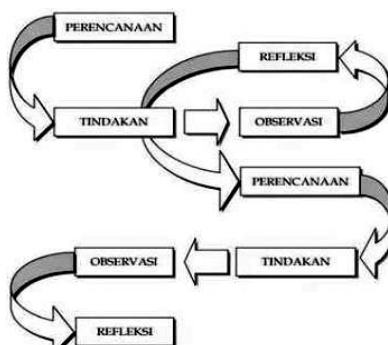 PERENCANAAN
REFLEKSI
TINDAKAN
OBSERVASI
PERENCANAAN
OBSERVASI
TINDAKAN
REFLEKSI